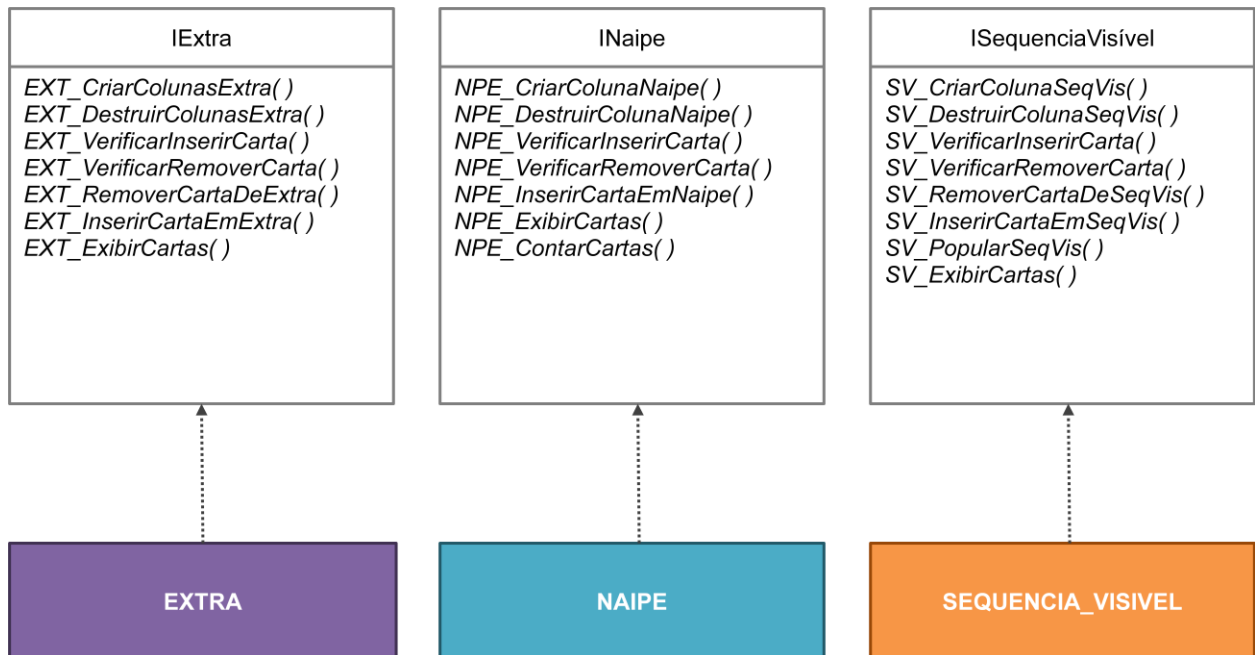 IExtra
EXT_CriarColunasExtra( )
EXT_DestruirColunasExtra( )
EXT_VerificarInserirCarta( )
EXT_VerificarRemoverCarta( )
EXT_RemoverCartaDeExtra( )
EXT_InserirCartaEmExtra( )
EXT_ExibirCartas( )
INaipe
NPE_CriarColunaNaipe( )
NPE_DestruirColunaNaipe( )
NPE_VerificarInserirCarta( )
NPE_VerificarRemoverCarta( )
NPE_InserirCartaEmNaipe( )
NPE_ExibirCartas( )
NPE_ContarCartas( )
ISequenciaVisível
SV_CriarColunaSeqVis( )
SV_DestruirColunaSeqVis( )
SV_VerificarInserirCarta( )
SV_VerificarRemoverCarta( )
SV_RemoverCartaDeSeqVis( )
SV_InserirCartaEmSeqVis( )
SV_PopularSeqVis( )
SV_ExibirCartas( )
EXTRA
NAIPE
SEQUENCIA_VISIVEL